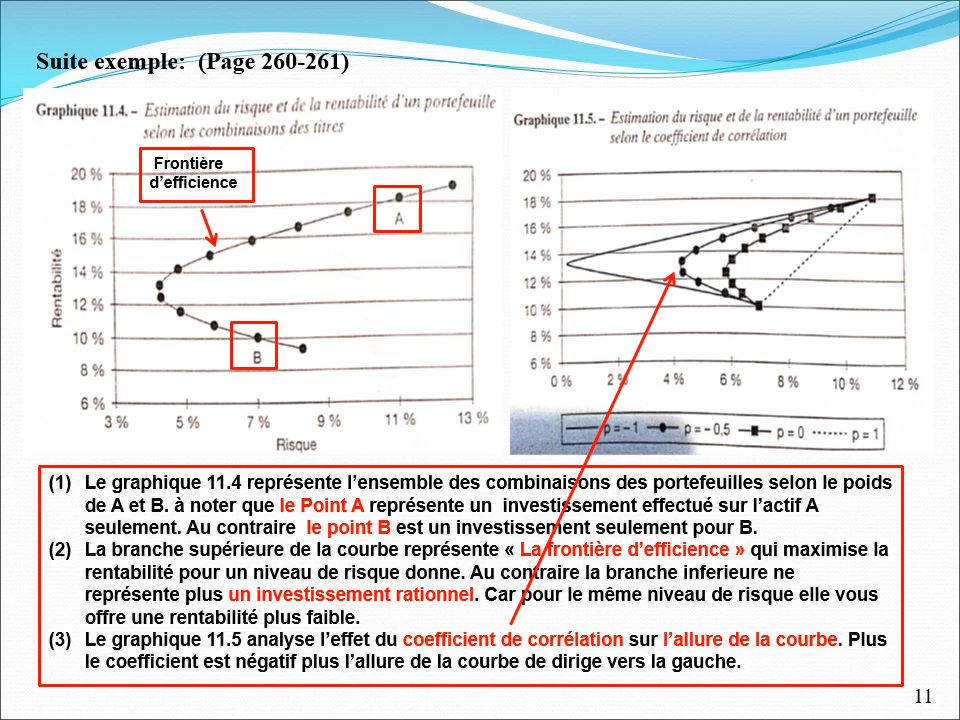 Suite exemple: (Page 260-261)
Graphique 11.4. – Estimation du risque et de la rentabilité d'un portefeuille
selon les combinaisons des titres
Frontière
d'efficience
20 %
18 %
16 %
14 %
12 %
10 %
8 %
6 %
Rentabilité
A
B
3 %
5 %
7 %
9 %
11 %
13 %
Risque
Graphique 11.5. – Estimation du risque et de la rentabilité d'un portefeuille
selon le coefficient de corrélation
20 %
18 %
16 %
14 %
12 %
10 %
8 %
6 %
0 %
2 %
4 %
6 %
8 %
10 %
12 %
p = – 1
p = – 0,5
p = 0
p = 1
(1) Le graphique 11.4 représente l'ensemble des combinaisons des portefeuilles selon le poids
de A et B. à noter que le Point A représente un investissement effectué sur l'actif A
seulement. Au contraire le point B est un investissement seulement pour B.
(2) La branche supérieure de la courbe représente « La frontière d'efficience » qui maximise la
rentabilité pour un niveau de risque donne. Au contraire la branche inferieure ne
représente plus un investissement rationnel. Car pour le même niveau de risque elle vous
offre une rentabilité plus faible.
(3) Le graphique 11.5 analyse l'effet du coefficient de corrélation sur l'allure de la courbe. Plus
le coefficient est négatif plus l'allure de la courbe de dirige vers la gauche.
11